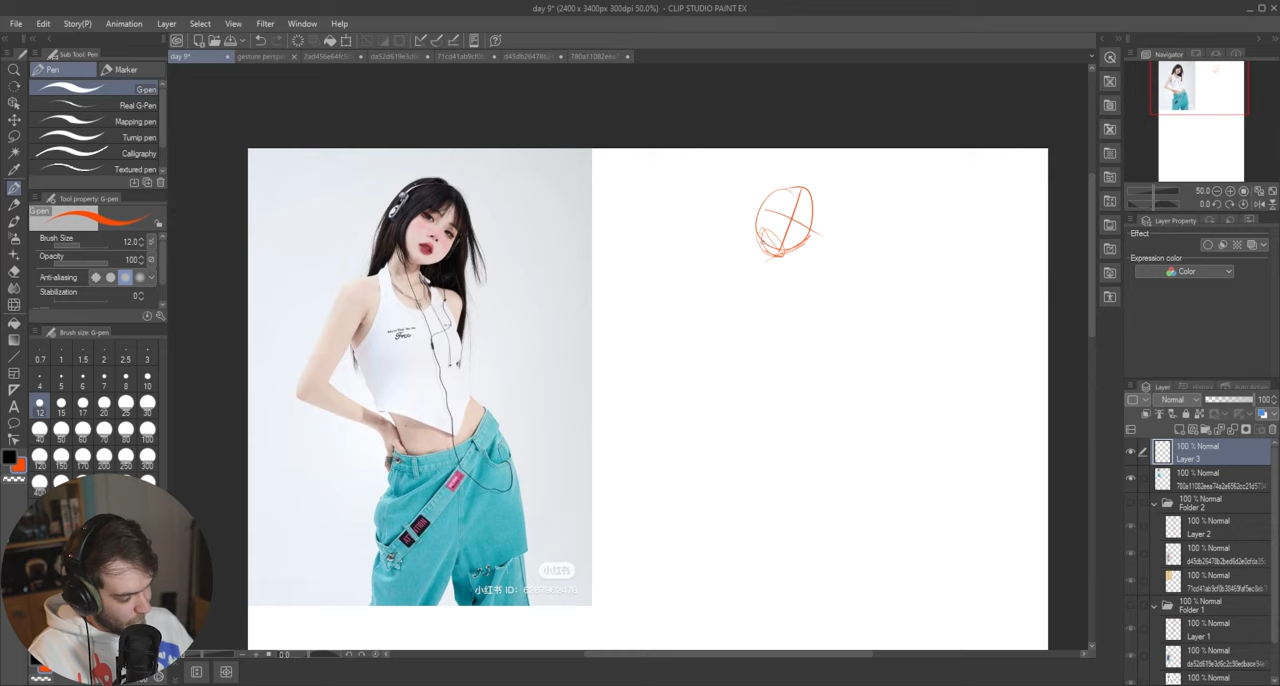 day 9* (2400 x 3400px 300dpi 50.0%) - CLIP STUDIO PAINT EX
File Edit Story(P) Animation Layer Select View Filter Window Help
Sub Tool: Pen
day 9*
gesture persp
Pen Marker
G-pen
Real G-Pen
Mapping pen
Turnip pen
Calligraphy
Textured pen
Tool property: G-pen
G-pen
Brush Size 12.0
Opacity 100
Anti-aliasing
Stabilization 0
Brush size: G-pen
0.7 1 1.5 2 2.5 3
4 5 6 7 8 10
12 15 17 20 25 30
40 50 60 70 80 100
120 150 170 200 250 300
400
小红书
小红书 ID:
Navigator
50.0
0.0
Layer Property
Effect
Expression color
Color
Layer
Normal 100
100 % Normal
Layer 3
100 % Normal
100 % Normal
Folder 2
100 % Normal
Layer 2
100 % Normal
100 % Normal
100 % Normal
Folder 1
100 % Normal
Layer 1
100 % Normal
100 % Normal